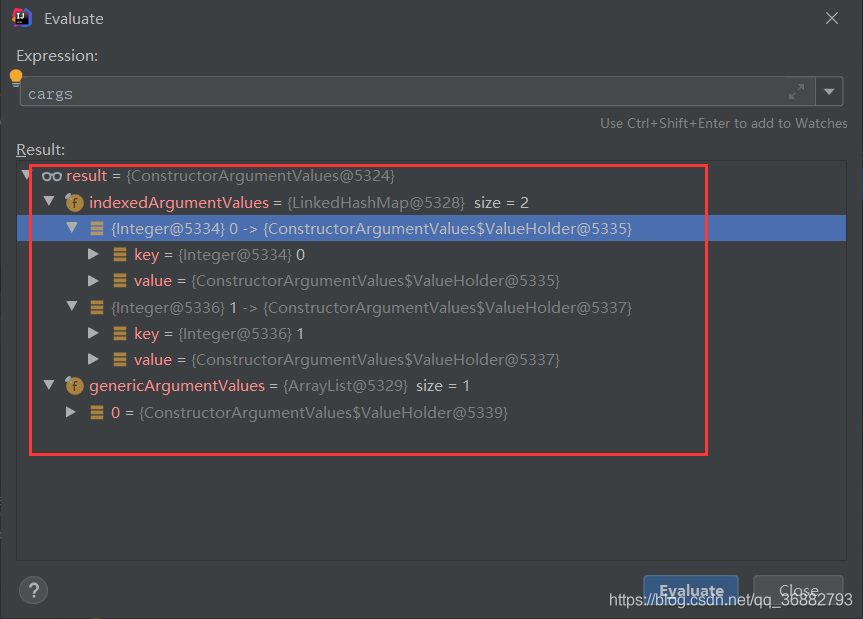 Evaluate
Expression:
cargs
Use Ctrl+Shift+Enter to add to Watches
Result:
result = {ConstructorArgumentValues@5324}
indexedArgumentValues = {LinkedHashMap@5328} size = 2
{Integer@5334} 0 -> {ConstructorArgumentValues$ValueHolder@5335}
key = {Integer@5334} 0
value = {ConstructorArgumentValues$ValueHolder@5335}
{Integer@5336} 1 -> {ConstructorArgumentValues$ValueHolder@5337}
key = {Integer@5336} 1
value = {ConstructorArgumentValues$ValueHolder@5337}
genericArgumentValues = {ArrayList@5329} size = 1
0 = {ConstructorArgumentValues$ValueHolder@5339}
? Evaluate Close
https://blog.csdn.net/qq_36882793